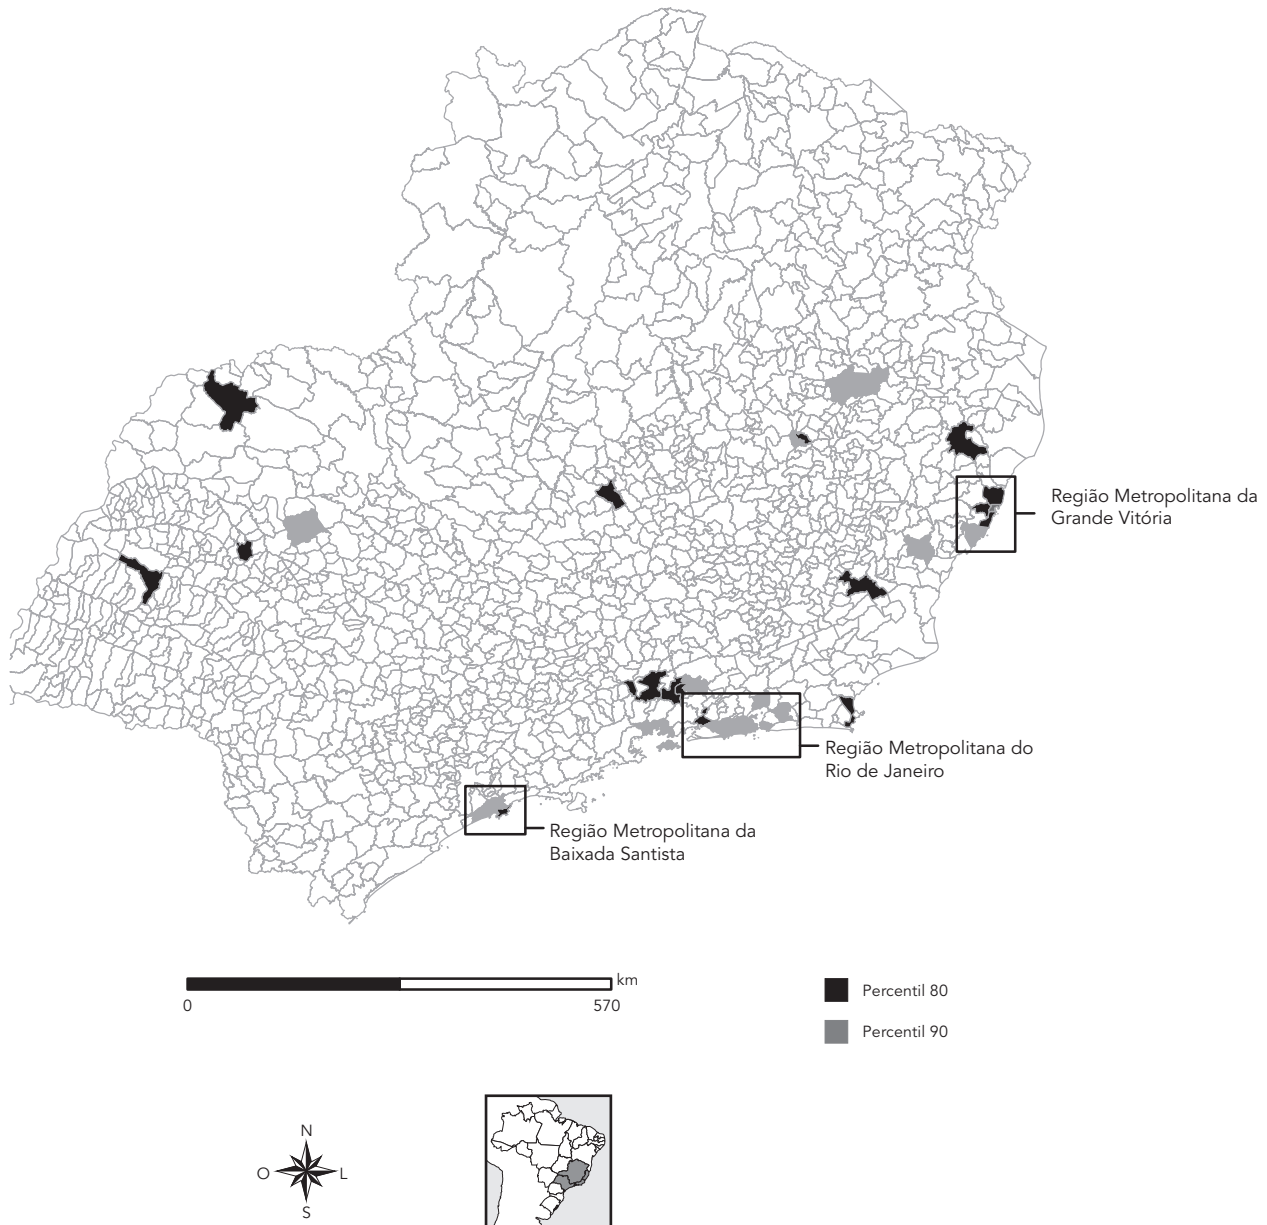 Região Metropolitana da
Grande Vitória
Região Metropolitana do
Rio de Janeiro
Região Metropolitana da
Baixada Santista
km
0
570
Percentil 80
Percentil 90
N
O
L
S